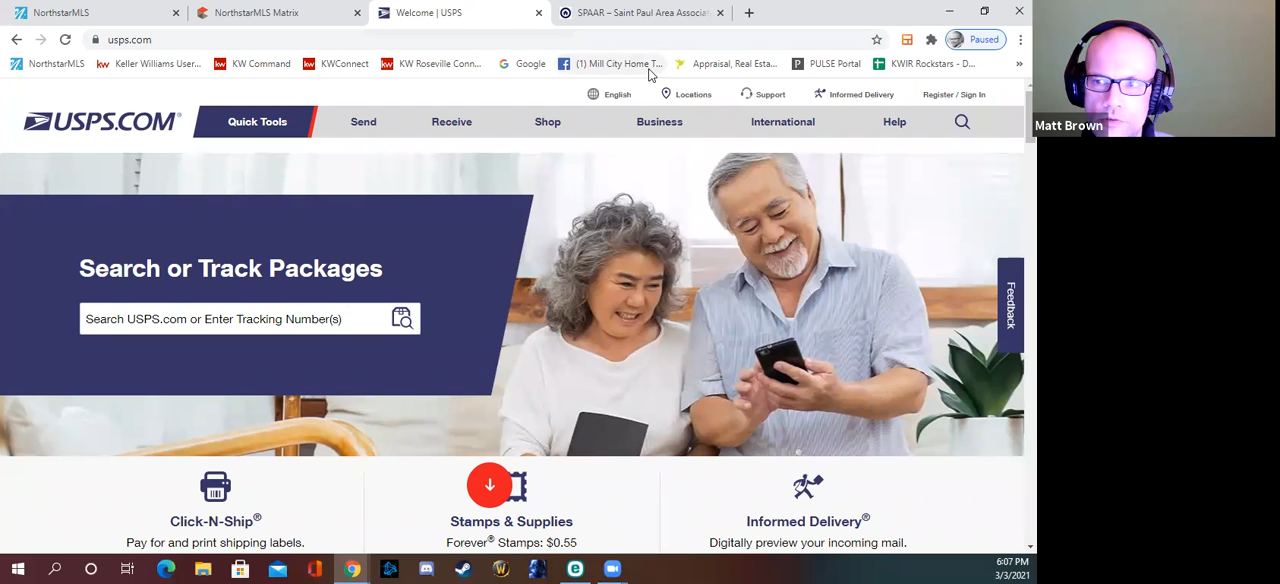 NorthstarMLS
NorthstarMLS Matrix
Welcome | USPS
SPAAR – Saint Paul Area Associat
usps.com
Paused
NorthstarMLS
Keller Williams User...
KW Command
KWConnect
KW Roseville Conn...
Google
(1) Mill City Home T...
Appraisal, Real Esta...
PULSE Portal
KWIR Rockstars - D...
»
English
Locations
Support
Informed Delivery
Register / Sign In
USPS.COM®
Quick Tools
Send
Receive
Shop
Business
International
Help
Search or Track Packages
Search USPS.com or Enter Tracking Number(s)
Feedback
Click-N-Ship®
Pay for and print shipping labels.
Stamps & Supplies
Forever® Stamps: $0.55
Informed Delivery®
Digitally preview your incoming mail.
Matt Brown
6:07 PM
3/3/2021